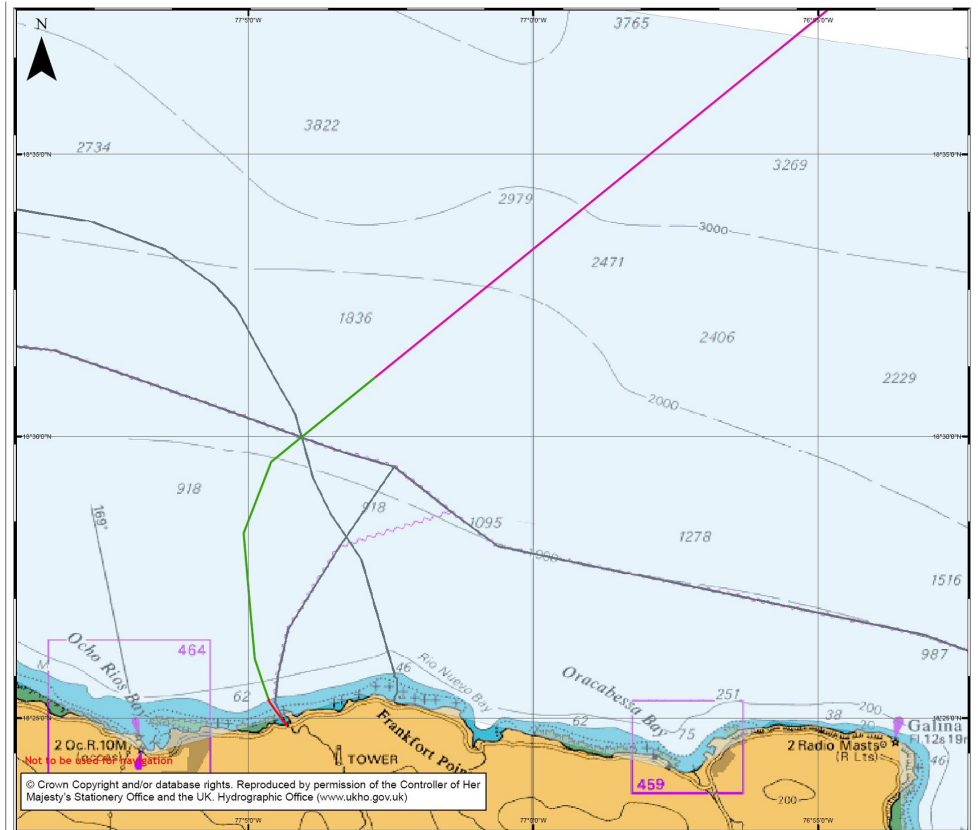 77°5'0"W
77°0'0"W
76°55'0"W
N
3765
3822
2734
18°35'0"N
18°35'0"N
3269
2979
3000
2471
1836
2406
2229
2000
18°30'0"N
18°30'0"N
918
918
1095
169°
1000
1278
1516
987
464
Ocho Rios Bay
46
Rio Nuevo Bay
Oracabessa Bay
62
251
200
18°25'0"N
18°25'0"N
62
38
20
Galina
Fl.12s19m
75
2 Oc.R.10M
Frankfort Poin
2 Radio Masts
(R Lts)
46
TOWER
Not to be used for navigation
459
200
© Crown Copyright and/or database rights. Reproduced by permission of the Controller of Her
Majesty's Stationery Office and the UK. Hydrographic Office (www.ukho.gov.uk)
77°5'0"W
77°0'0"W
76°55'0"W